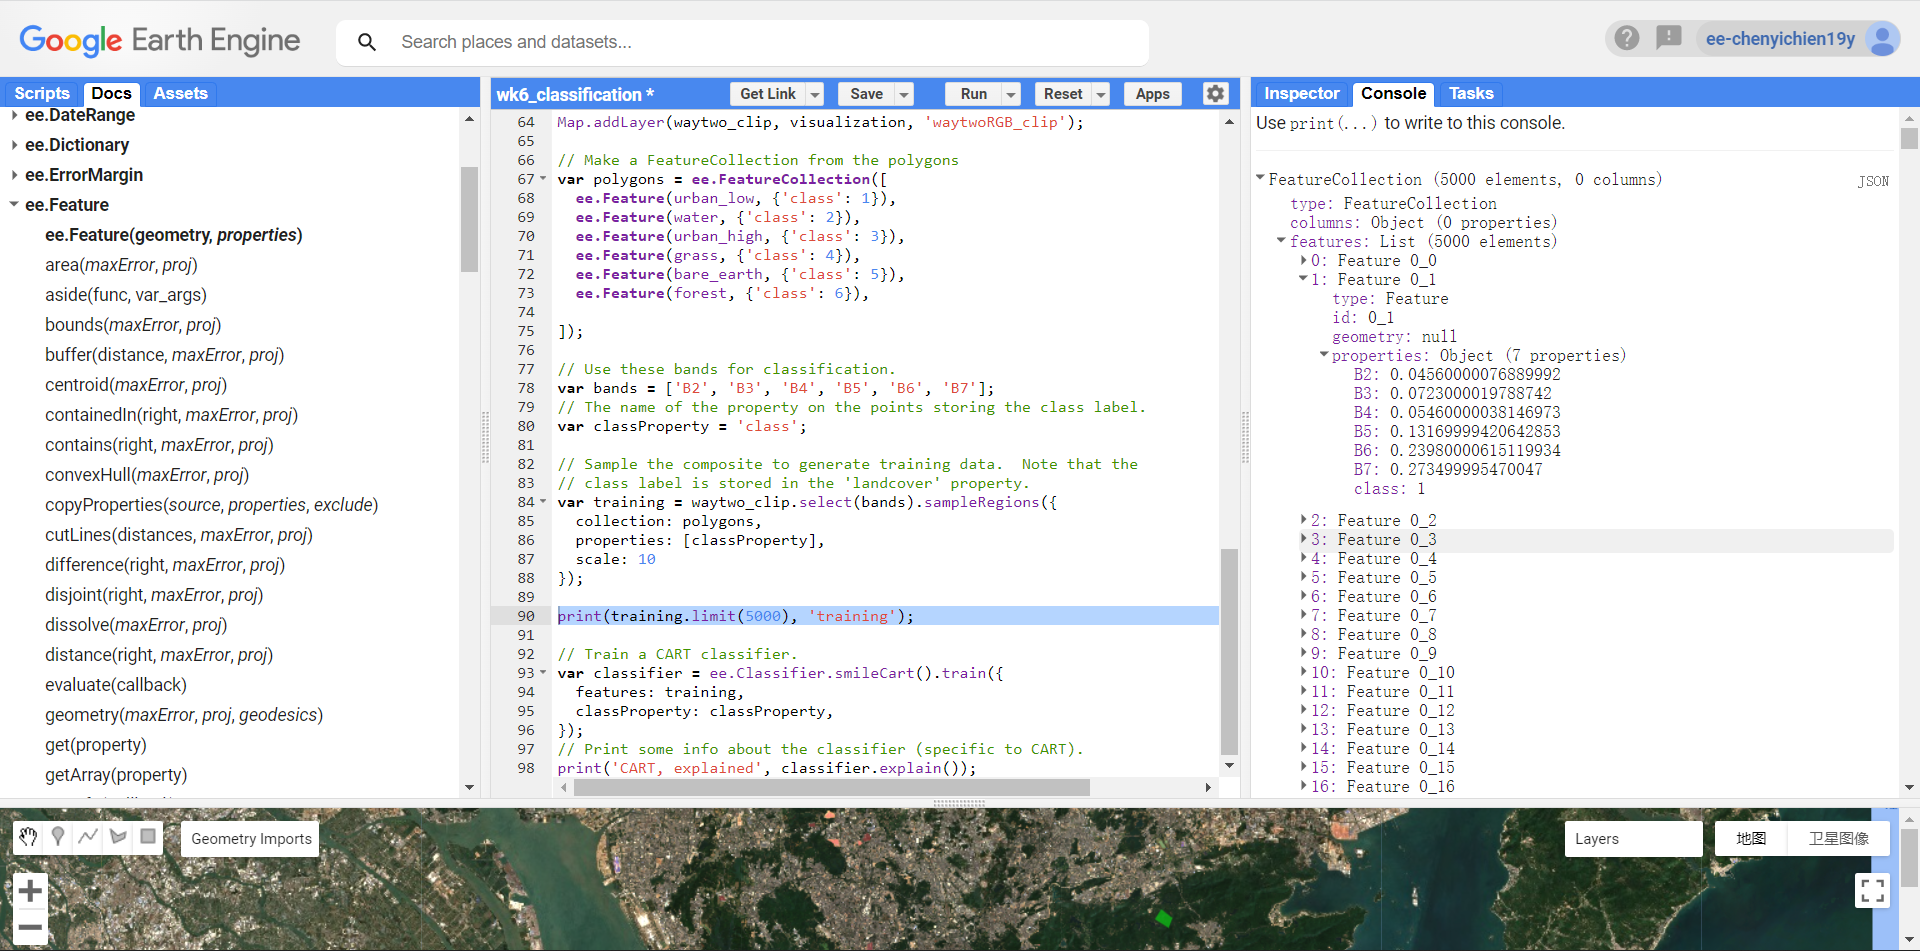 Google Earth Engine
Search places and datasets...
ee-chenyichien19y
Scripts Docs Assets
ee.DateRange
ee.Dictionary
ee.ErrorMargin
ee.Feature
ee.Feature(geometry, properties)
area(maxError, proj)
aside(func, var_args)
bounds(maxError, proj)
buffer(distance, maxError, proj)
centroid(maxError, proj)
containedIn(right, maxError, proj)
contains(right, maxError, proj)
convexHull(maxError, proj)
copyProperties(source, properties, exclude)
cutLines(distances, maxError, proj)
difference(right, maxError, proj)
disjoint(right, maxError, proj)
dissolve(maxError, proj)
distance(right, maxError, proj)
evaluate(callback)
geometry(maxError, proj, geodesics)
get(property)
getArray(property)
wk6_classification *
Get Link Save Run Reset Apps
64 Map.addLayer(waytwo_clip, visualization, 'waytwoRGB_clip');
65
66 // Make a FeatureCollection from the polygons
67 var polygons = ee.FeatureCollection([
68 ee.Feature(urban_low, {'class': 1}),
69 ee.Feature(water, {'class': 2}),
70 ee.Feature(urban_high, {'class': 3}),
71 ee.Feature(grass, {'class': 4}),
72 ee.Feature(bare_earth, {'class': 5}),
73 ee.Feature(forest, {'class': 6}),
74
75 ]);
76
77 // Use these bands for classification.
78 var bands = ['B2', 'B3', 'B4', 'B5', 'B6', 'B7'];
79 // The name of the property on the points storing the class label.
80 var classProperty = 'class';
81
82 // Sample the composite to generate training data.  Note that the
83 // class label is stored in the 'landcover' property.
84 var training = waytwo_clip.select(bands).sampleRegions({
85 collection: polygons,
86 properties: [classProperty],
87 scale: 10
88 });
89
90 print(training.limit(5000), 'training');
91
92 // Train a CART classifier.
93 var classifier = ee.Classifier.smileCart().train({
94 features: training,
95 classProperty: classProperty,
96 });
97 // Print some info about the classifier (specific to CART).
98 print('CART, explained', classifier.explain());
Inspector Console Tasks
Use print(...) to write to this console.
FeatureCollection (5000 elements, 0 columns) JSON
type: FeatureCollection
columns: Object (0 properties)
features: List (5000 elements)
0: Feature 0_0
1: Feature 0_1
type: Feature
id: 0_1
geometry: null
properties: Object (7 properties)
B2: 0.04560000076889992
B3: 0.0723000019788742
B4: 0.05460000038146973
B5: 0.13169999420642853
B6: 0.23980000615119934
B7: 0.273499995470047
class: 1
2: Feature 0_2
3: Feature 0_3
4: Feature 0_4
5: Feature 0_5
6: Feature 0_6
7: Feature 0_7
8: Feature 0_8
9: Feature 0_9
10: Feature 0_10
11: Feature 0_11
12: Feature 0_12
13: Feature 0_13
14: Feature 0_14
15: Feature 0_15
16: Feature 0_16
Geometry Imports
Layers
地图 卫星图像